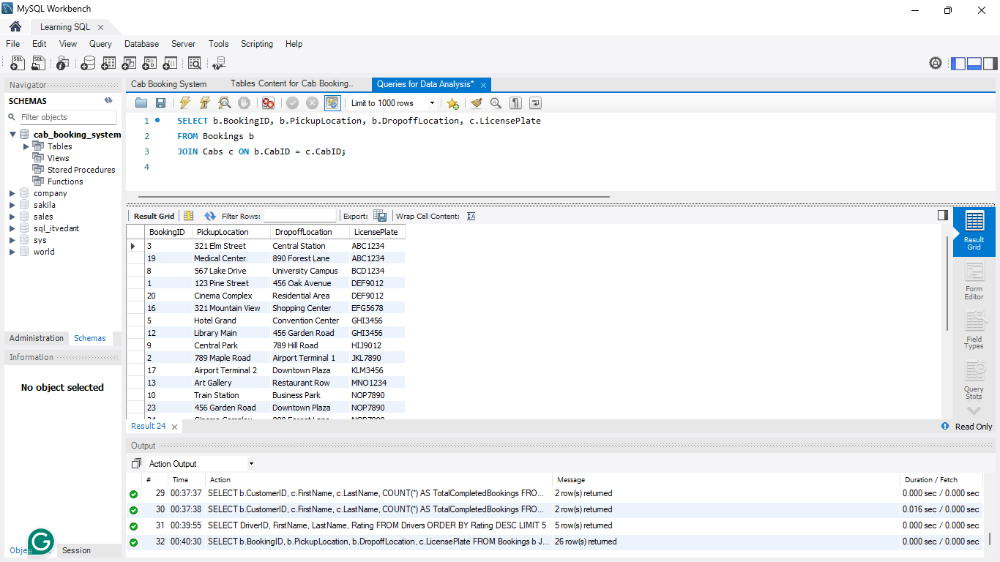 MySQL Workbench
Learning SQL
File Edit View Query Database Server Tools Scripting Help
Navigator
SCHEMAS
Filter objects
cab_booking_system
Tables
Views
Stored Procedures
Functions
company
sakila
sales
sql_itvedant
sys
world
Administration Schemas
Information
No object selected
Session
Cab Booking System Tables Content for Cab Booking... Queries for Data Analysis*
Limit to 1000 rows
1 SELECT b.BookingID, b.PickupLocation, b.DropoffLocation, c.LicensePlate
2 FROM Bookings b
3 JOIN Cabs c ON b.CabID = c.CabID;
4
Result Grid Filter Rows: Export: Wrap Cell Content:
BookingID PickupLocation DropoffLocation LicensePlate
3 321 Elm Street Central Station ABC1234
19 Medical Center 890 Forest Lane ABC1234
8 567 Lake Drive University Campus BCD1234
1 123 Pine Street 456 Oak Avenue DEF9012
20 Cinema Complex Residential Area DEF9012
16 321 Mountain View Shopping Center EFG5678
5 Hotel Grand Convention Center GHI3456
12 Library Main 456 Garden Road GHI3456
9 Central Park 789 Hill Road HIJ9012
2 789 Maple Road Airport Terminal 1 JKL7890
17 Airport Terminal 2 Downtown Plaza KLM3456
13 Art Gallery Restaurant Row MNO1234
10 Train Station Business Park NOP7890
23 456 Garden Road Downtown Plaza NOP7890
Result Grid
Form Editor
Field Types
Query Stats
Result 24
Read Only
Output
Action Output
# Time Action Message Duration / Fetch
29 00:37:37 SELECT b.CustomerID, c.FirstName, c.LastName, COUNT(*) AS TotalCompletedBookings FRO... 2 row(s) returned 0.000 sec / 0.000 sec
30 00:37:38 SELECT b.CustomerID, c.FirstName, c.LastName, COUNT(*) AS TotalCompletedBookings FRO... 2 row(s) returned 0.016 sec / 0.000 sec
31 00:39:55 SELECT DriverID, FirstName, LastName, Rating FROM Drivers ORDER BY Rating DESC LIMIT 5 5 row(s) returned 0.000 sec / 0.000 sec
32 00:40:30 SELECT b.BookingID, b.PickupLocation, b.DropoffLocation, c.LicensePlate FROM Bookings b J... 26 row(s) returned 0.000 sec / 0.000 sec